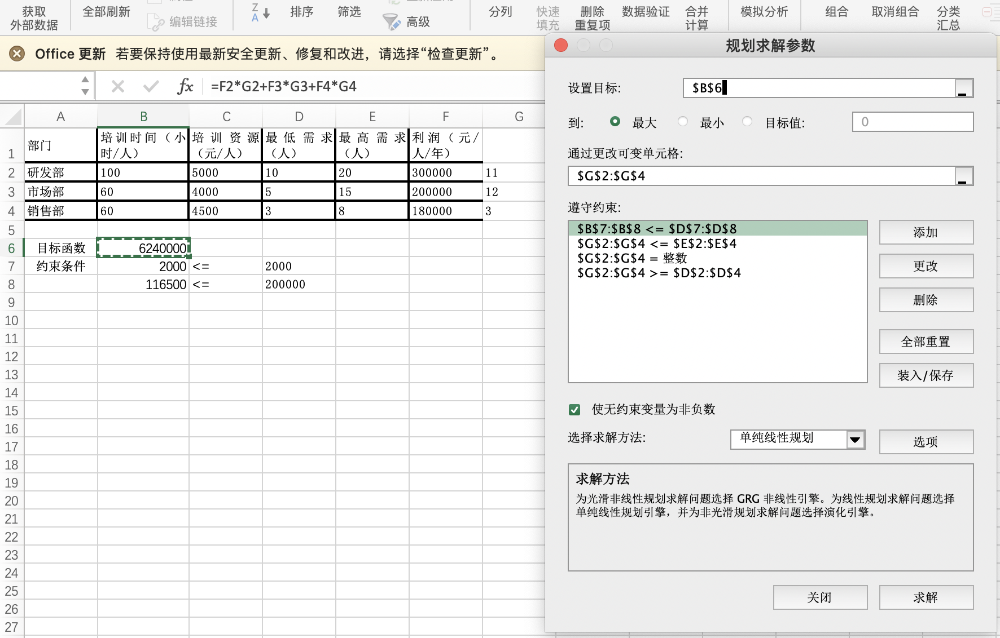 获取
外部数据
全部刷新
编辑链接
Z
A
排序
筛选
高级
分列
快速
填充
删除
重复项
数据验证
合并
计算
模拟分析
组合
取消组合
分类
汇总
Office 更新 若要保持使用最新安全更新、修复和改进，请选择“检查更新”。
fx =F2*G2+F3*G3+F4*G4
A B C D E F G
1 部门 培训时间（小时/人） 培训资源（元/人） 最低需求（人） 最高需求（人） 利润（元/人/年）
2 研发部 100 5000 10 20 300000 11
3 市场部 60 4000 5 15 200000 12
4 销售部 60 4500 3 8 180000 3
5
6 目标函数 6240000
7 约束条件 2000 <= 2000
8 116500 <= 200000
9
10
11
12
13
14
15
16
17
18
19
20
21
22
23
24
25
26
27
规划求解参数
设置目标: $B$6
到: 最大 最小 目标值: 0
通过更改可变单元格:
$G$2:$G$4
遵守约束:
$B$7:$B$8 <= $D$7:$D$8
$G$2:$G$4 <= $E$2:$E$4
$G$2:$G$4 = 整数
$G$2:$G$4 >= $D$2:$D$4
添加
更改
删除
全部重置
装入/保存
使无约束变量为非负数
选择求解方法: 单纯线性规划 选项
求解方法
为光滑非线性规划求解问题选择 GRG 非线性引擎。为线性规划求解问题选择
单纯线性规划引擎，并为非光滑规划求解问题选择演化引擎。
关闭 求解